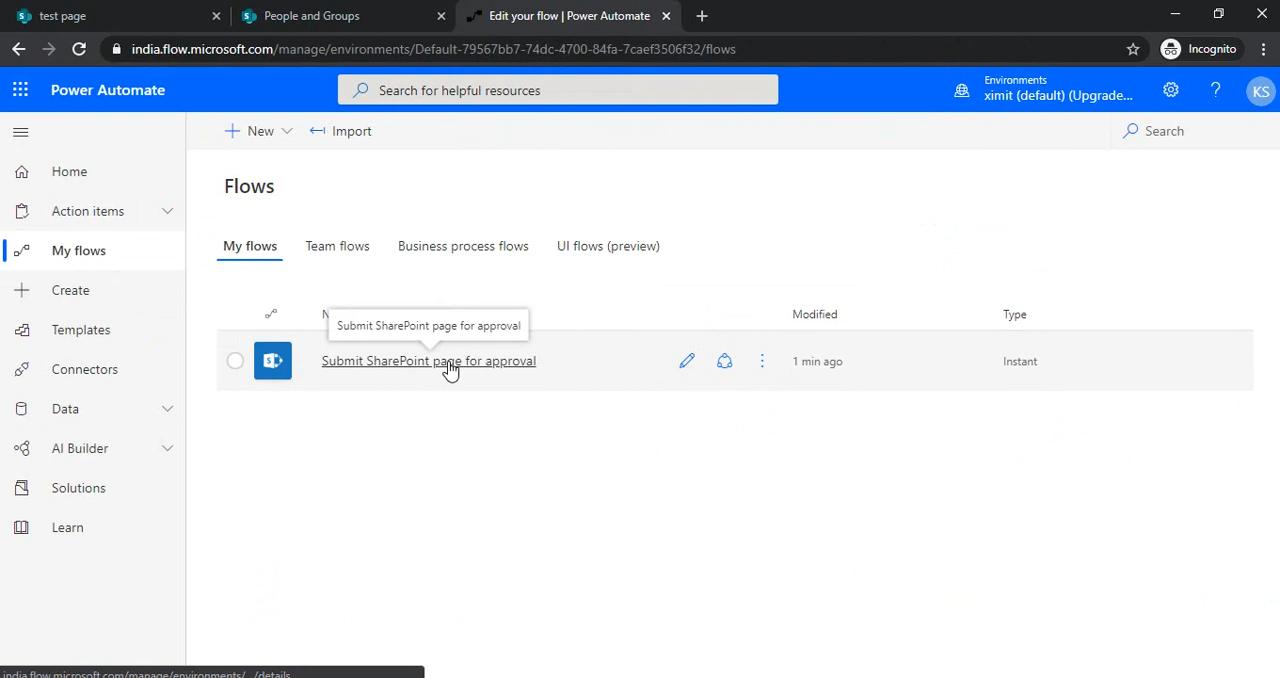 test page
People and Groups
Edit your flow | Power Automate
india.flow.microsoft.com/manage/environments/Default-79567bb7-74dc-4700-84fa-7caef3506f32/flows
Incognito
Power Automate
Search for helpful resources
Environments
ximit (default) (Upgrade...
KS
New
Import
Search
Home
Action items
My flows
Create
Templates
Connectors
Data
AI Builder
Solutions
Learn
Flows
My flows
Team flows
Business process flows
UI flows (preview)
Modified
Type
Submit SharePoint page for approval
Submit SharePoint page for approval
1 min ago
Instant
india.flow.microsoft.com/manage/environments/.../details